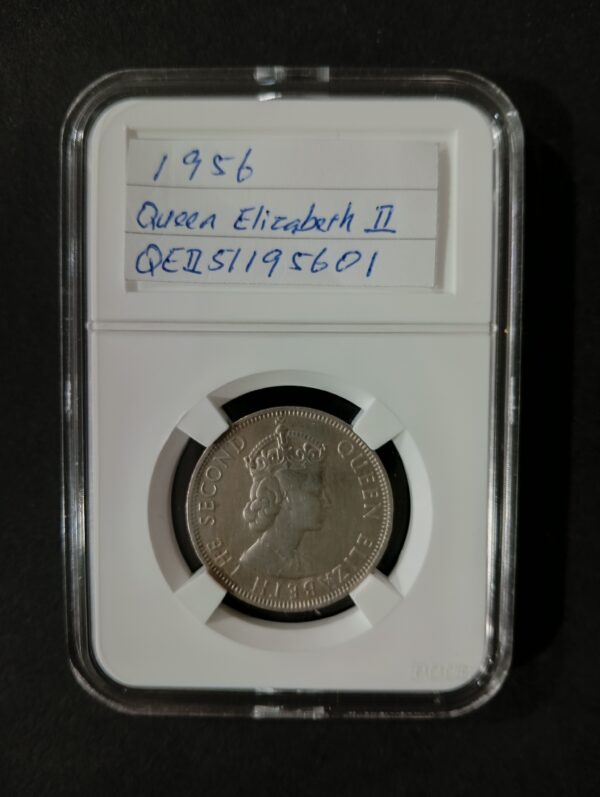 1956
Queen Elizabeth II
QEII51195601
QUEEN ELIZABETH THE SECOND